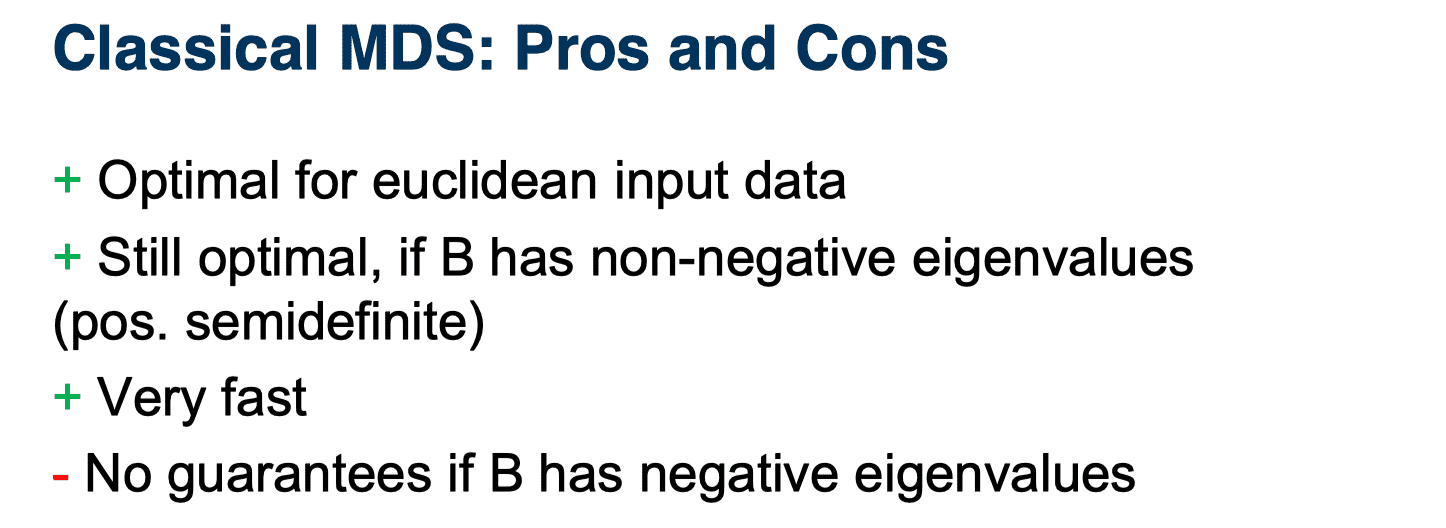 Classical MDS: Pros and Cons
+ Optimal for euclidean input data
+ Still optimal, if B has non-negative eigenvalues
(pos. semidefinite)
+ Very fast
- No guarantees if B has negative eigenvalues